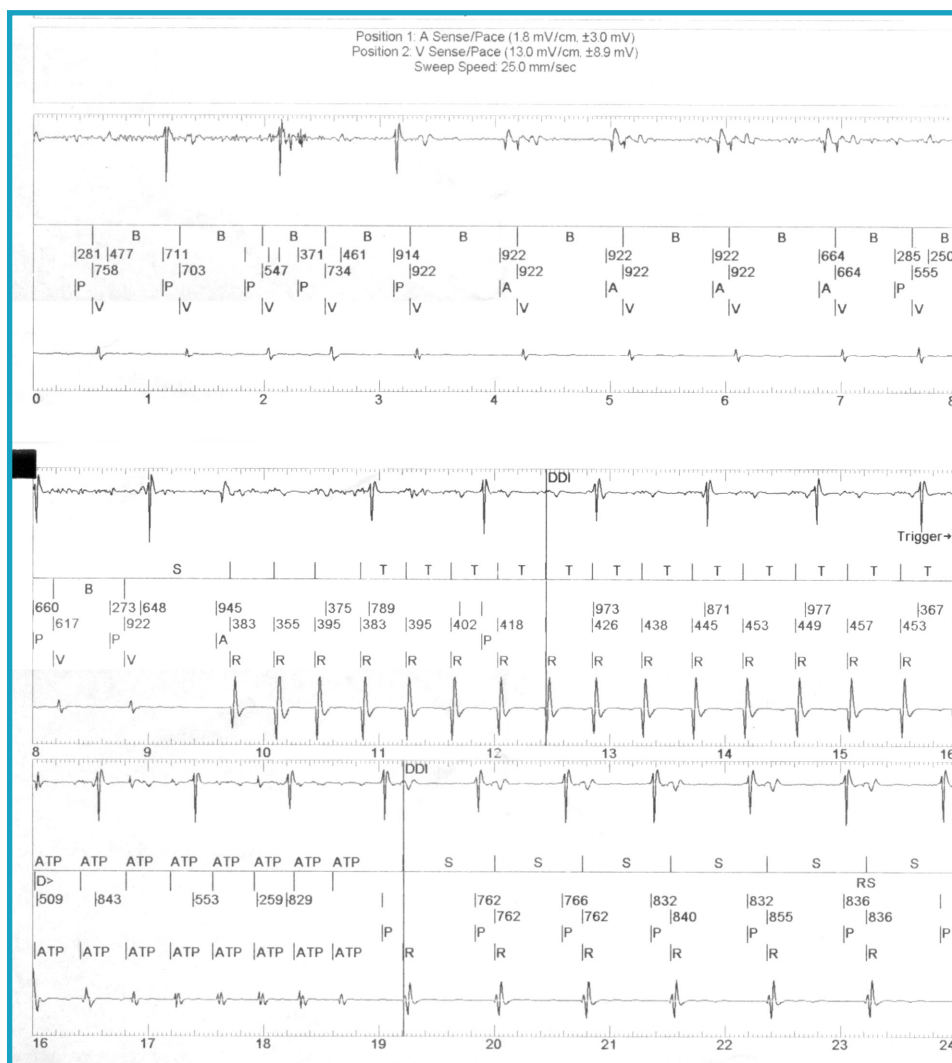 Position 1: A Sense/Pace (1.8 mV/cm, ±3.0 mV)
Position 2: V Sense/Pace (13.0 mV/cm, ±8.9 mV)
Sweep Speed: 25.0 mm/sec
B B B B B B B B B B
281 477 711 371 461 914 922 922 922 664 285 250
758 703 547 734 922 922 922 922 664 555
P P P P P A A A A P
V V V V V V V V V V
0 1 2 3 4 5 6 7 8
DDI
Trigger→
B S T T T T T T T T T T T
660 273 648 945 375 789 973 871 977 367
617 922 383 355 395 383 395 402 418 426 438 445 453 449 457 453
P P A P
V V R R R R R R R R R R R R R R R
8 9 10 11 12 13 14 15 16
DDI
ATP ATP ATP ATP ATP ATP ATP ATP S S S S S S
D> RS
509 843 553 259 829 762 766 832 832 836
762 762 840 855 836
P P P P P P P
ATP ATP ATP ATP ATP ATP ATP ATP R R R R R R
16 17 18 19 20 21 22 23 24